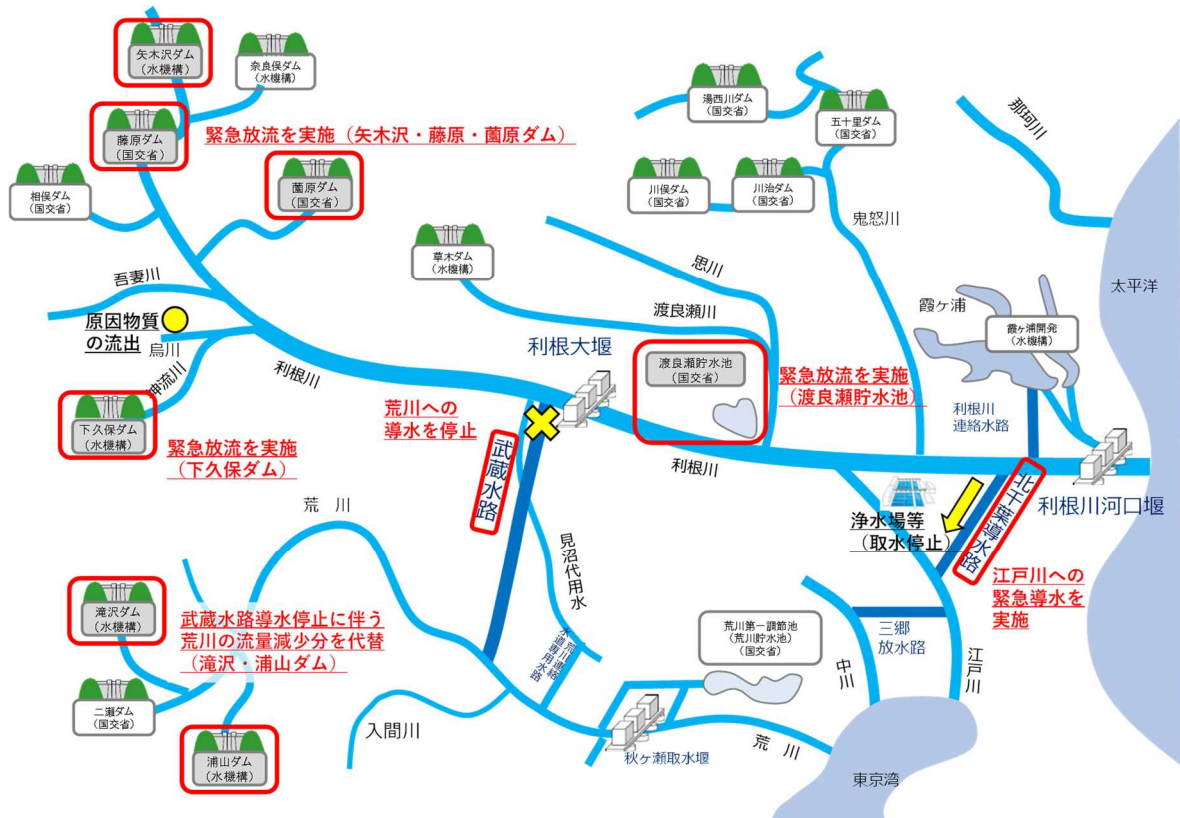 矢木沢ダム
（水機構）
奈良俣ダム
（水機構）
藤原ダム
（国交省）
緊急放流を実施（矢木沢・藤原・薗原ダム）
相俣ダム
（国交省）
薗原ダム
（国交省）
湯西川ダム
（国交省）
五十里ダム
（国交省）
川俣ダム
（国交省）
川治ダム
（国交省）
那珂川
鬼怒川
太平洋
草木ダム
（水機構）
思川
渡良瀬川
吾妻川
原因物質
の流出
烏川
神流川
利根川
利根大堰
渡良瀬貯水池
（国交省）
緊急放流を実施
（渡良瀬貯水池）
霞ヶ浦
霞ヶ浦開発
（水機構）
利根川
連絡水路
下久保ダム
（水機構）
緊急放流を実施
（下久保ダム）
荒川への
導水を停止
武蔵水路
利根川
浄水場等
（取水停止）
北千葉導水路
利根川河口堰
江戸川への
緊急導水を
実施
荒　川
見沼代用水
滝沢ダム
（水機構）
武蔵水路導水停止に伴う
荒川の流量減少分を代替
（滝沢・浦山ダム）
二瀬ダム
（国交省）
浦山ダム
（水機構）
荒川連絡
水道専用水路
入間川
荒川第一調節池
（荒川貯水池）
（国交省）
秋ヶ瀬取水堰
荒　川
中川
三郷
放水路
江戸川
東京湾